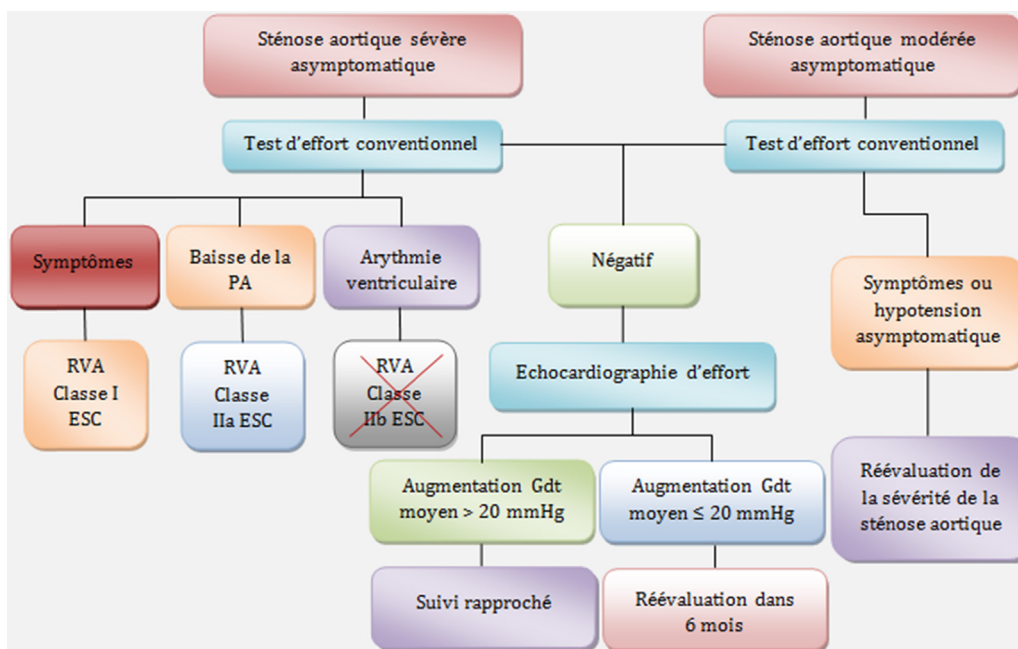 Sténose aortique sévère
asymptomatique
Sténose aortique modérée
asymptomatique
Test d'effort conventionnel
Test d'effort conventionnel
Symptômes
Baisse de la
PA
Arythmie
ventriculaire
Négatif
Symptômes ou
hypotension
asymptomatique
RVA
Classe I
ESC
RVA
Classe
IIa ESC
RVA
Classe
IIb ESC
Echocardiographie d'effort
Augmentation Gdt
moyen > 20 mmHg
Augmentation Gdt
moyen ≤ 20 mmHg
Réévaluation de
la sévérité de la
sténose aortique
Suivi rapproché
Réévaluation dans
6 mois